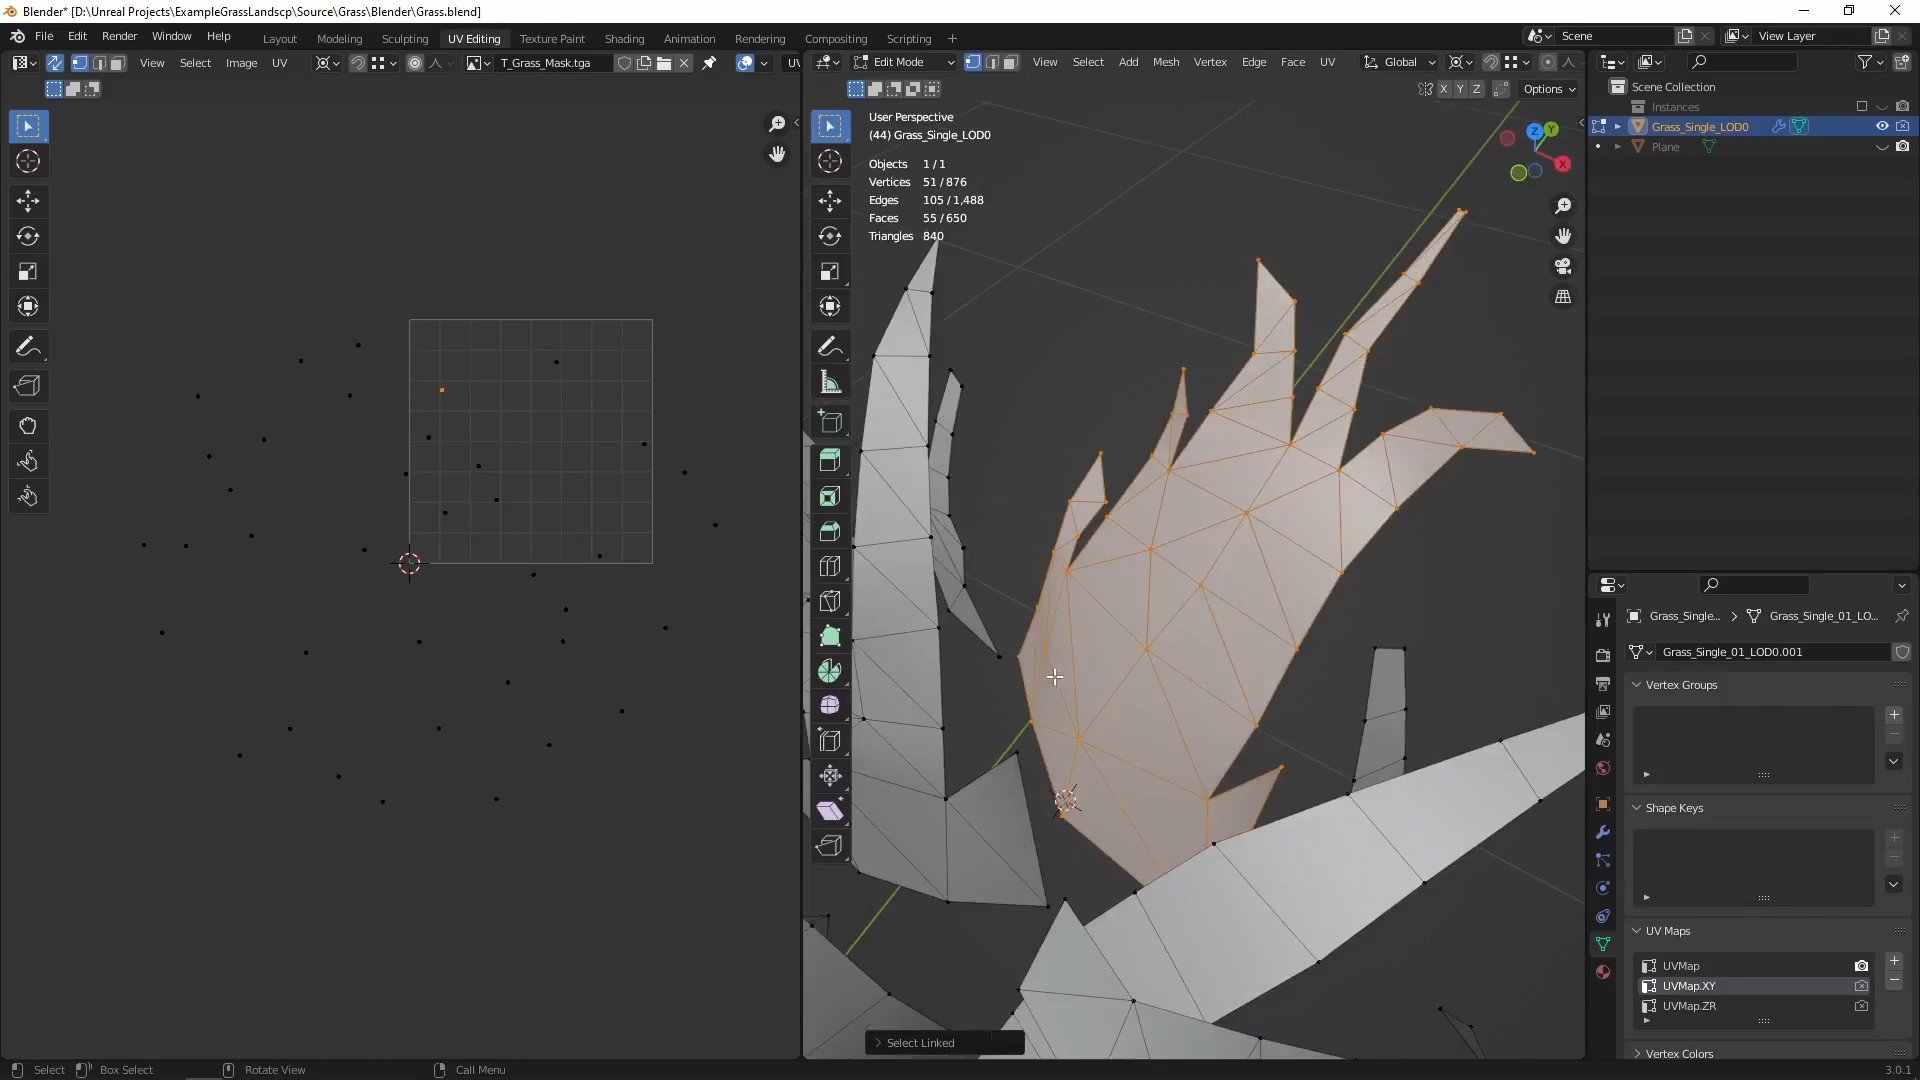 Blender* [D:\Unreal Projects\ExampleGrassLandscp\Source\Grass\Blender\Grass.blend]
File Edit Render Window Help
Layout Modeling Sculpting UV Editing Texture Paint Shading Animation Rendering Compositing Scripting
Scene
View Layer
View Select Image UV
T_Grass_Mask.tga
UV
Edit Mode
View Select Add Mesh Vertex Edge Face UV
Global
X Y Z
Options
User Perspective
(44) Grass_Single_LOD0
Objects 1 / 1
Vertices 51 / 876
Edges 105 / 1,488
Faces 55 / 650
Triangles 840
Z
Y
X
Scene Collection
Instances
Grass_Single_LOD0
Plane
Grass_Single... > Grass_Single_01_LO...
Grass_Single_01_LOD0.001
Vertex Groups
Shape Keys
UV Maps
UVMap
UVMap.XY
UVMap.ZR
Vertex Colors
Select Linked
Select
Box Select
Rotate View
Call Menu
3.0.1